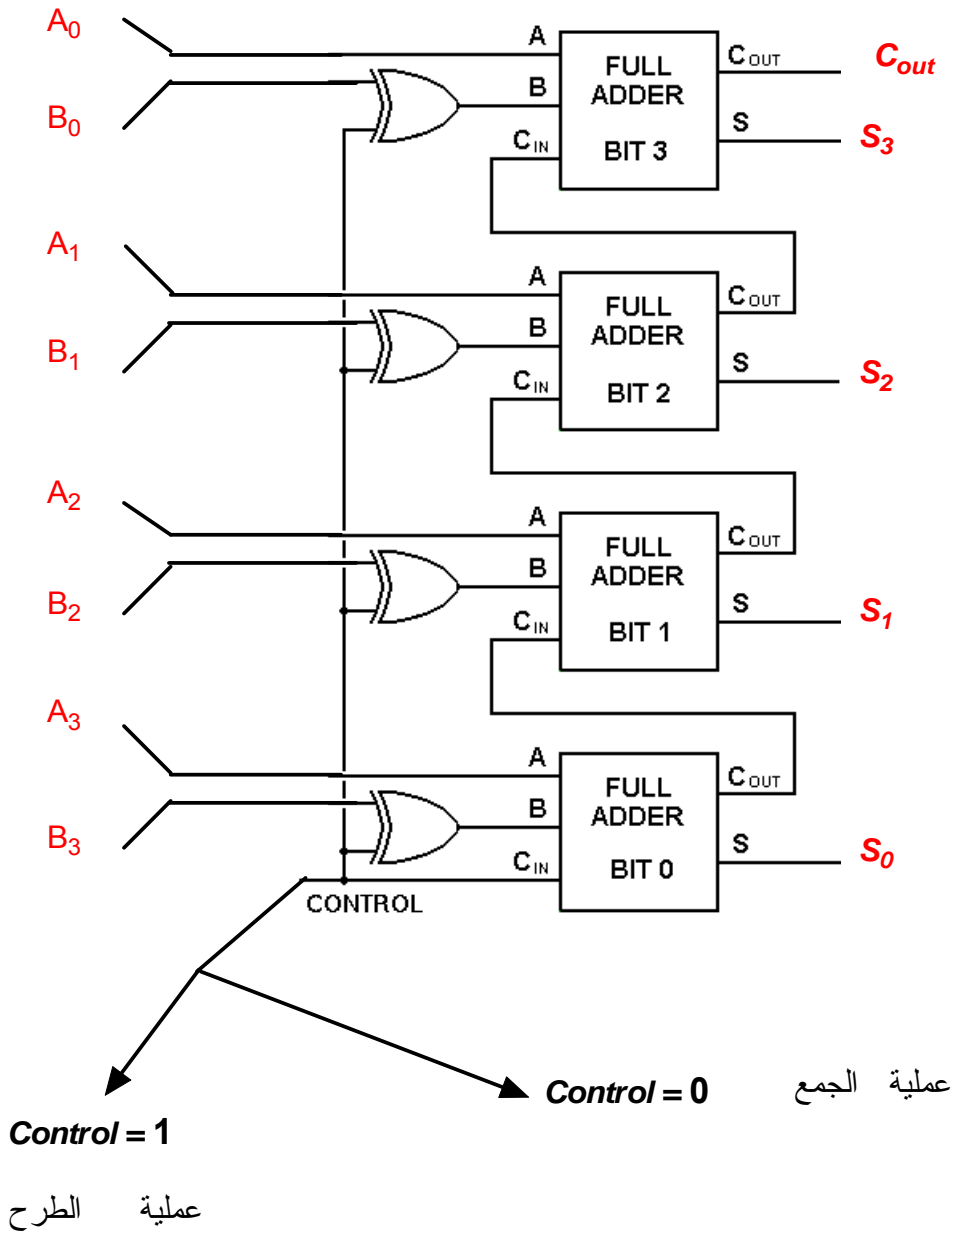 A0
A
COUT
Cout
FULL
ADDER
B
B0
CIN
BIT 3
S
S3
A1
A
COUT
FULL
ADDER
B
B1
CIN
BIT 2
S
S2
A2
A
COUT
FULL
ADDER
B
B2
CIN
BIT 1
S
S1
A3
A
COUT
FULL
ADDER
B
B3
CIN
BIT 0
S
S0
CONTROL
Control = 0 عملية الجمع
Control = 1
عملية الطرح